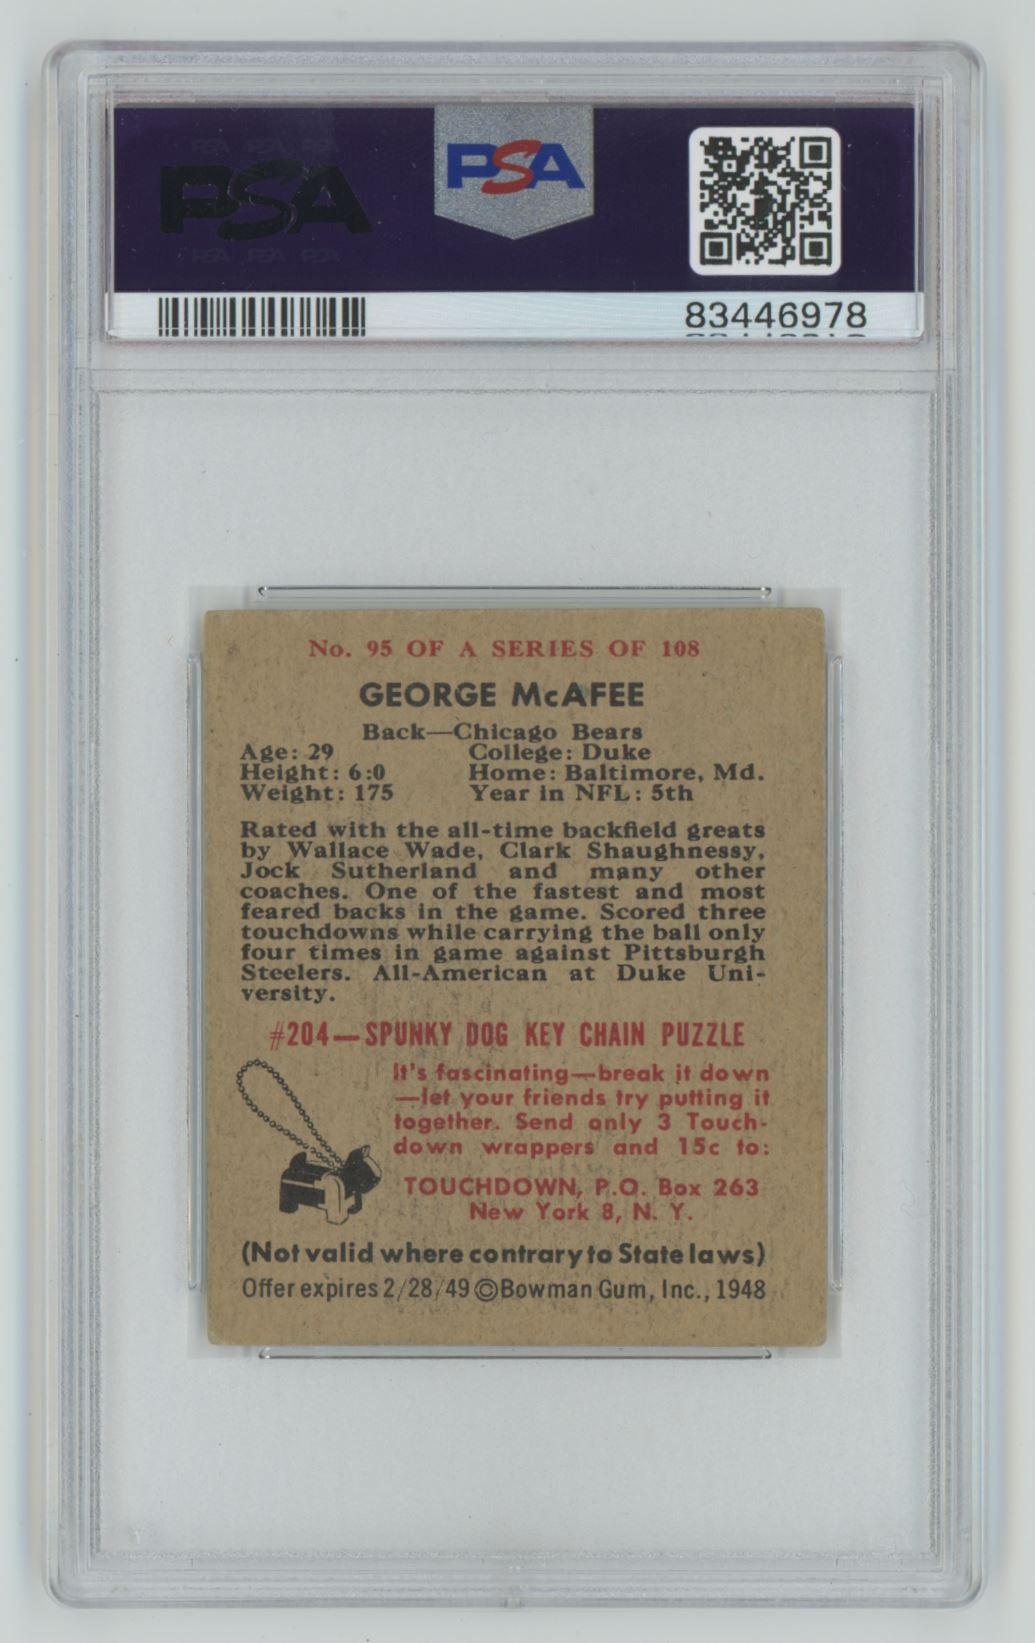 PSA PSA PSA
PSA
PSA PSA PSA
PSA
83446978
No. 95 OF A SERIES OF 108
GEORGE McAFEE
Back—Chicago Bears
Age: 29 College: Duke
Height: 6:0 Home: Baltimore, Md.
Weight: 175 Year in NFL: 5th
Rated with the all-time backfield greats
by Wallace Wade, Clark Shaughnessy,
Jock Sutherland and many other
coaches. One of the fastest and most
feared backs in the game. Scored three
touchdowns while carrying the ball only
four times in game against Pittsburgh
Steelers. All-American at Duke Uni-
versity.
#204—SPUNKY DOG KEY CHAIN PUZZLE
It's fascinating—break it down
—let your friends try putting it
together. Send only 3 Touch-
down wrappers and 15c to:
TOUCHDOWN, P.O. Box 263
New York 8, N. Y.
(Not valid where contrary to State laws)
Offer expires 2/28/49 ©Bowman Gum, Inc., 1948